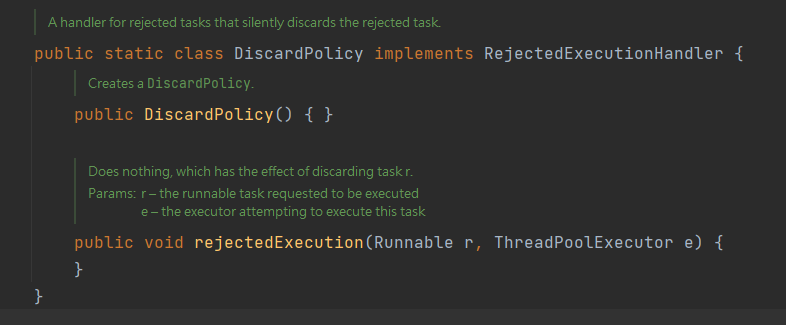 A handler for rejected tasks that silently discards the rejected task.
public static class DiscardPolicy implements RejectedExecutionHandler {
Creates a DiscardPolicy.
public DiscardPolicy() { }
Does nothing, which has the effect of discarding task r.
Params: r – the runnable task requested to be executed
e – the executor attempting to execute this task
public void rejectedExecution(Runnable r, ThreadPoolExecutor e) {
}
}